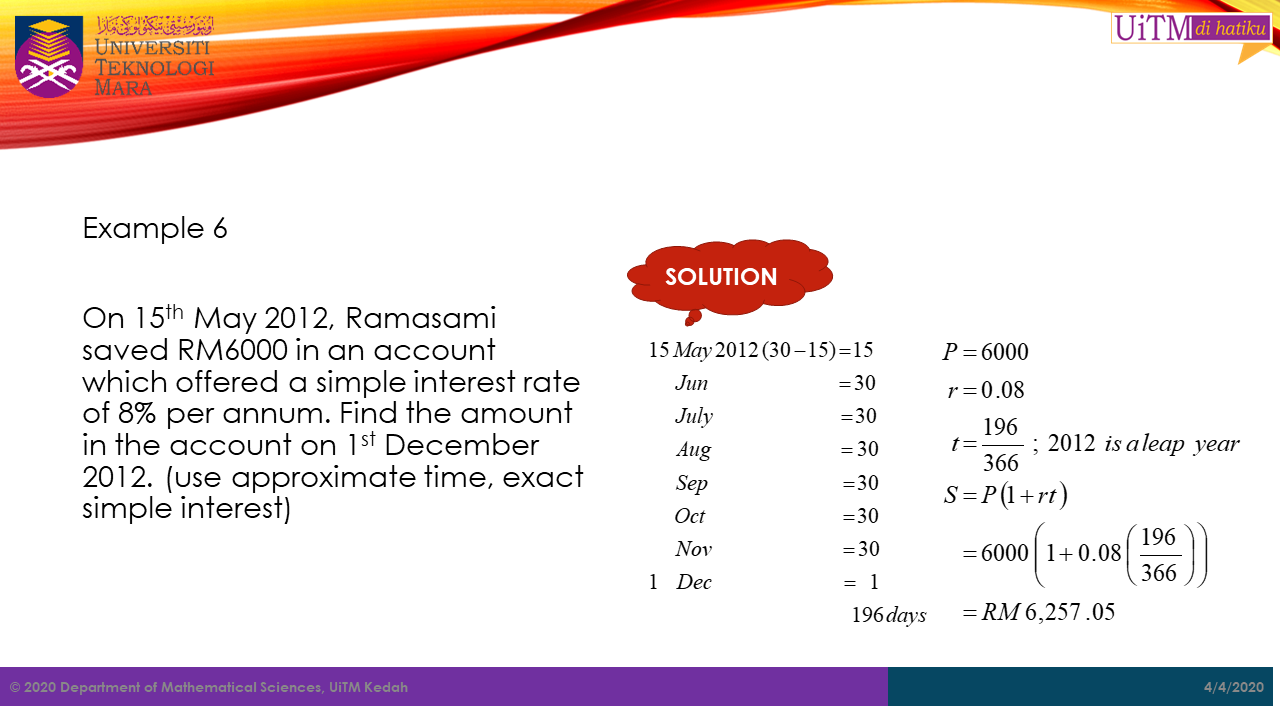 UNIVERSITI
TEKNOLOGI
MARA
UiTM di hatiku
Example 6
On 15th May 2012, Ramasami
saved RM6000 in an account
which offered a simple interest rate
of 8% per annum. Find the amount
in the account on 1st December
2012. (use approximate time, exact
simple interest)
SOLUTION
15 May 2012 (30 − 15) = 15
Jun = 30
July = 30
Aug = 30
Sep = 30
Oct = 30
Nov = 30
1 Dec = 1
196 days
P = 6000
r = 0.08
t = 196/366 ; 2012 is a leap year
S = P(1 + rt)
= 6000(1 + 0.08(196/366))
= RM 6,257.05
© 2020 Department of Mathematical Sciences, UiTM Kedah
4/4/2020